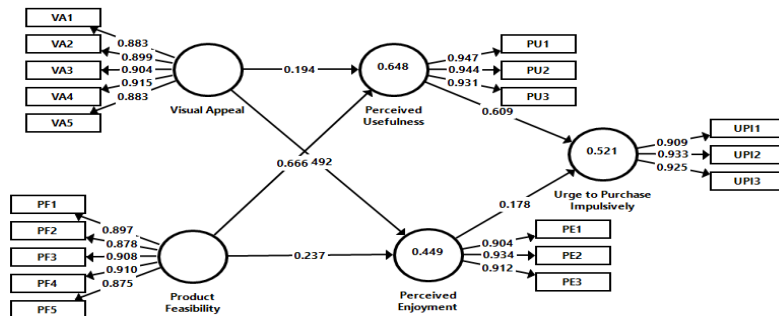 VA1
VA2
VA3
VA4
VA5
0.883
0.899
0.904
0.915
0.883
Visual Appeal
0.194
0.648
Perceived
Usefulness
0.947
0.944
0.931
PU1
PU2
PU3
0.609
0.666
492
0.521
Urge to Purchase
Impulsively
0.909
0.933
0.925
UPI1
UPI2
UPI3
0.178
PF1
PF2
PF3
PF4
PF5
0.897
0.878
0.908
0.910
0.875
Product
Feasibility
0.237
0.449
Perceived
Enjoyment
0.904
0.934
0.912
PE1
PE2
PE3